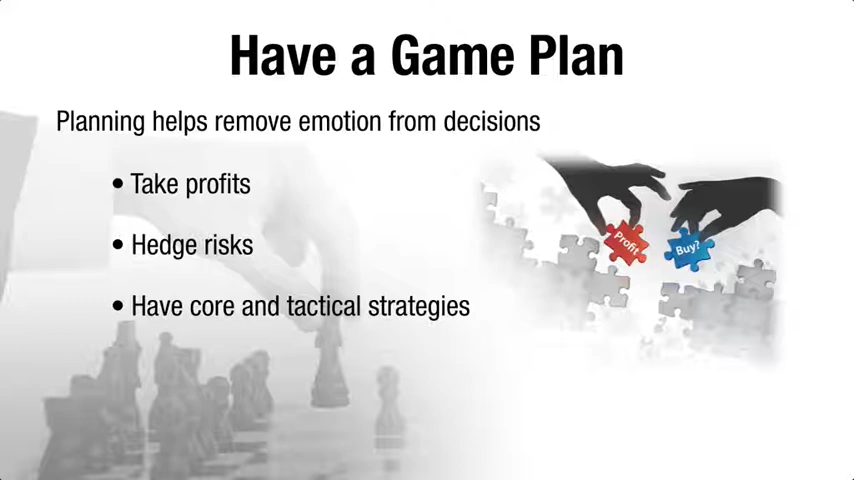 Have a Game Plan
Planning helps remove emotion from decisions
• Take profits
• Hedge risks
• Have core and tactical strategies
Profit
Buy?